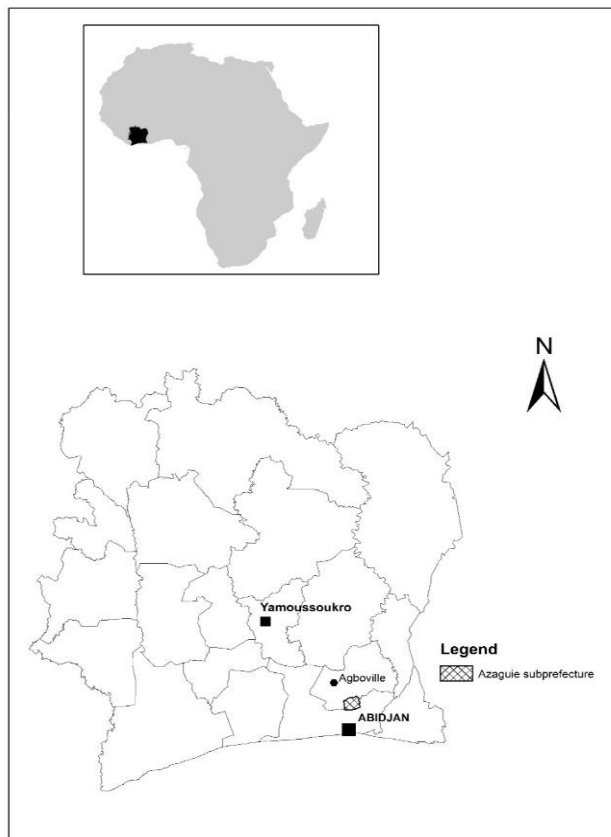 N
Yamoussoukro
Legend
Agboville
Azaguie subprefecture
ABIDJAN